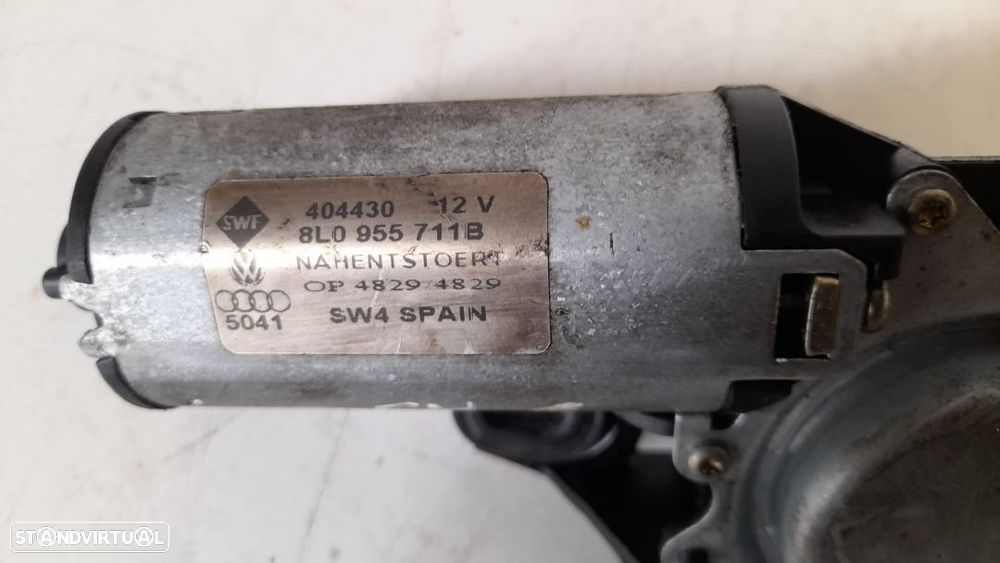 SWF
404430 12 V
8L0 955 711B
NAHENTSTOERT
OP 4829/4829
5041
SW4 SPAIN
STANDVIRTUAL